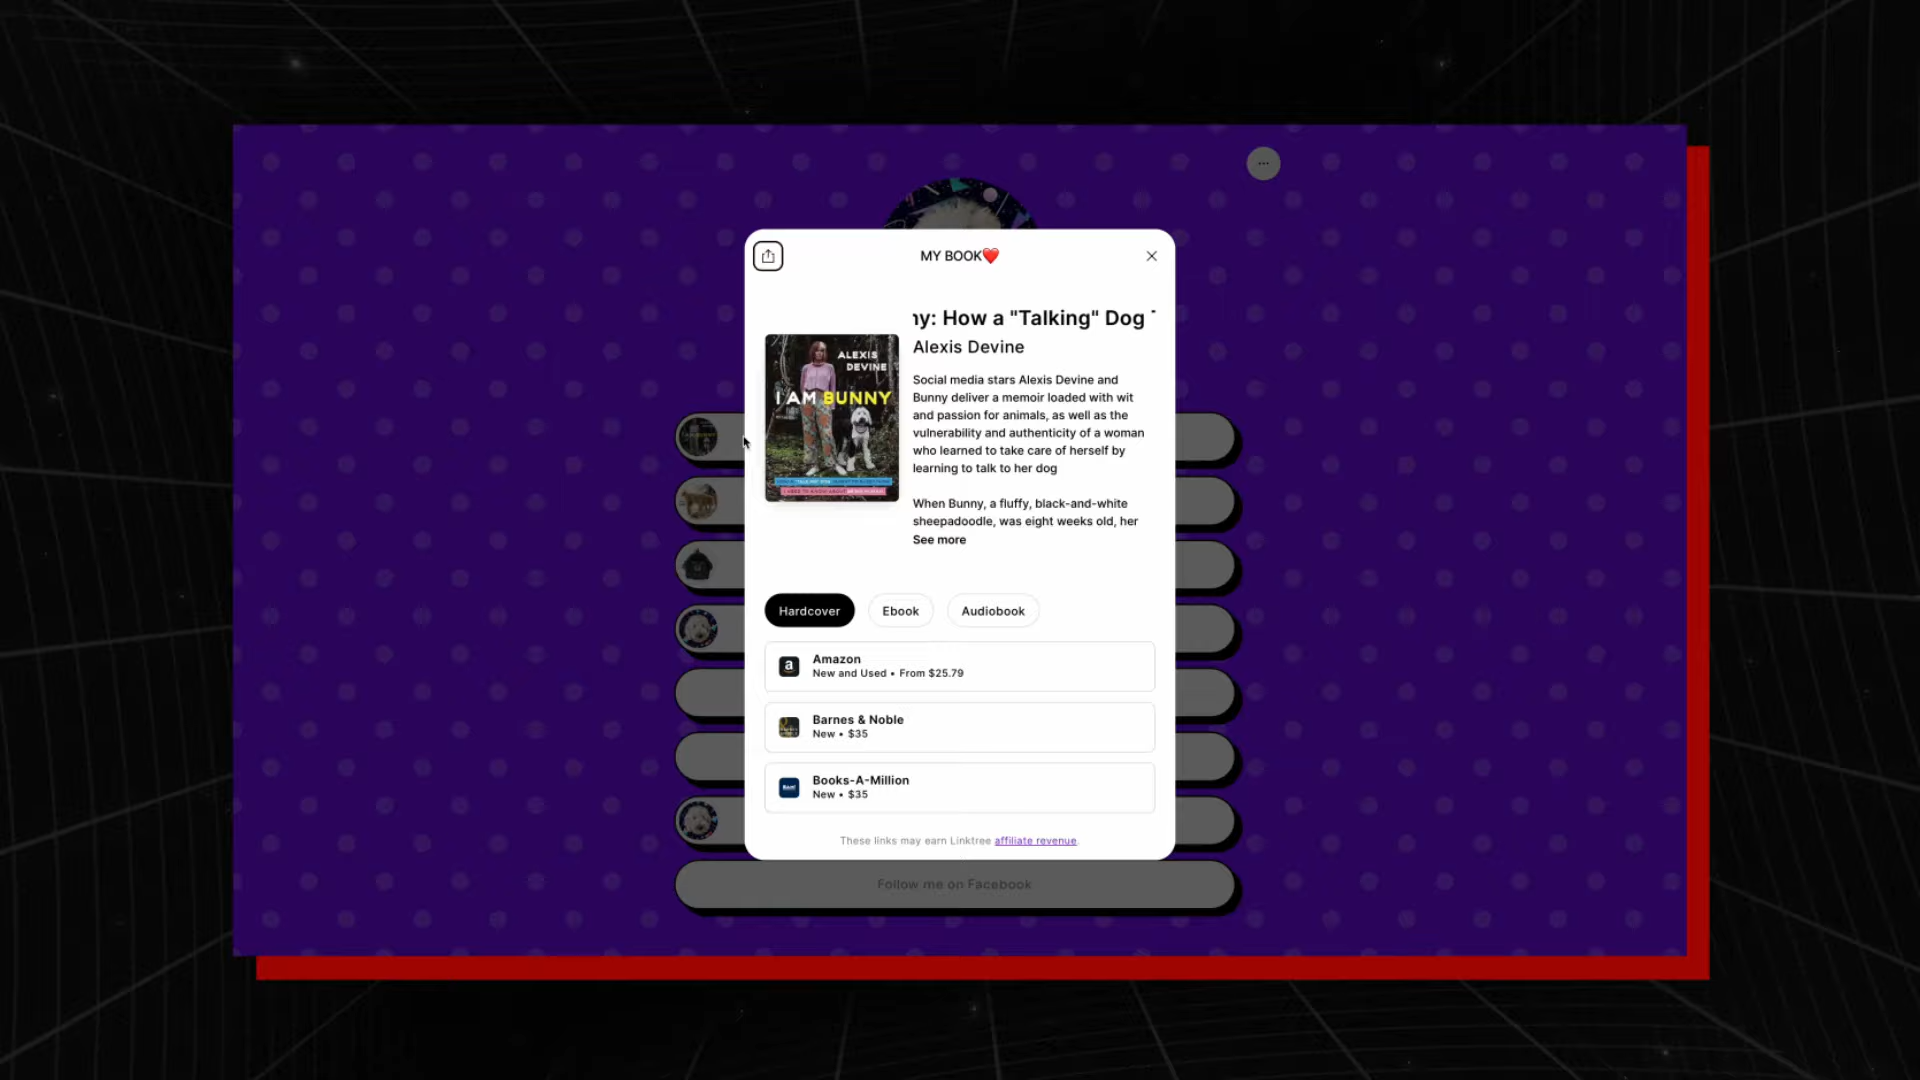 MY BOOK❤️
ny: How a "Talking" Dog
Alexis Devine
ALEXIS
DEVINE
I AM BUNNY
Social media stars Alexis Devine and
Bunny deliver a memoir loaded with wit
and passion for animals, as well as the
vulnerability and authenticity of a woman
who learned to take care of herself by
learning to talk to her dog
When Bunny, a fluffy, black-and-white
sheepadoodle, was eight weeks old, her
See more
Hardcover
Ebook
Audiobook
a
Amazon
New and Used • From $25.79
Barnes & Noble
New • $35
Books-A-Million
New • $35
These links may earn Linktree affiliate revenue.
Follow me on Facebook